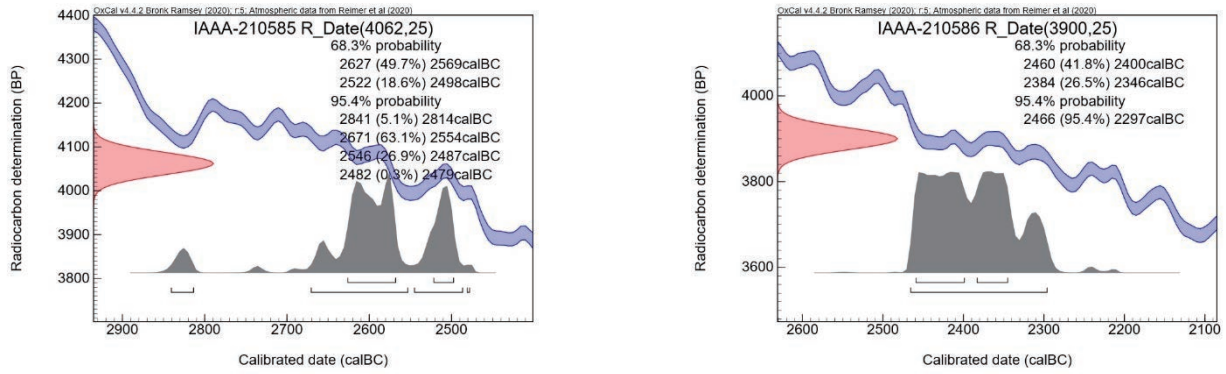 OxCal v4.4.2 Bronk Ramsey (2020); r:5; Atmospheric data from Reimer et al (2020)
IAAA-210585 R_Date(4062,25)
68.3% probability
2627 (49.7%) 2569calBC
2522 (18.6%) 2498calBC
95.4% probability
2841 (5.1%) 2814calBC
2671 (63.1%) 2554calBC
2546 (26.9%) 2487calBC
2482 (0.3%) 2479calBC
Radiocarbon determination (BP)
4400
4300
4200
4100
4000
3900
3800
2900
2800
2700
2600
2500
Calibrated date (calBC)
OxCal v4.4.2 Bronk Ramsey (2020); r:5; Atmospheric data from Reimer et al (2020)
IAAA-210586 R_Date(3900,25)
68.3% probability
2460 (41.8%) 2400calBC
2384 (26.5%) 2346calBC
95.4% probability
2466 (95.4%) 2297calBC
Radiocarbon determination (BP)
4000
3800
3600
2600
2500
2400
2300
2200
2100
Calibrated date (calBC)